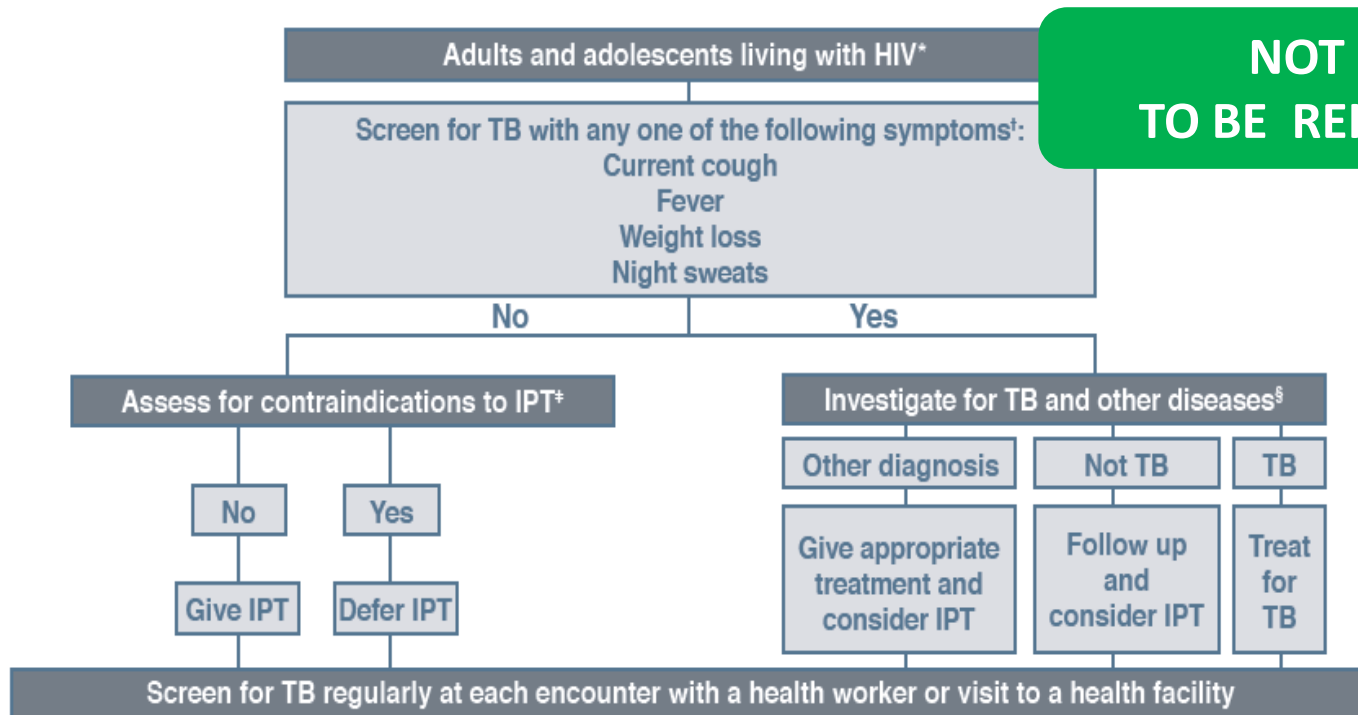 Adults and adolescents living with HIV*
NOT
TO BE
Screen for TB with any one of the following symptoms†:
Current cough
Fever
Weight loss
Night sweats
No
Yes
Assess for contraindications to IPT‡
Investigate for TB and other diseases§
Other diagnosis
Not TB
TB
No
Yes
Give appropriate
treatment and
consider IPT
Follow up
and
consider IPT
Treat
for
TB
Give IPT
Defer IPT
Screen for TB regularly at each encounter with a health worker or visit to a health facility